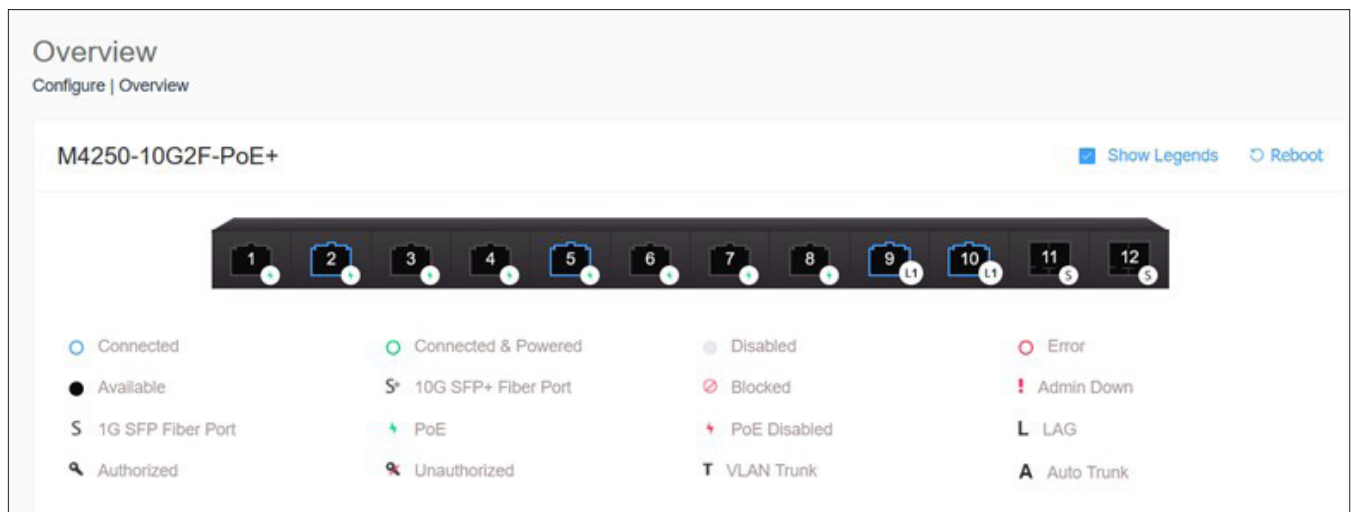 Overview
Configure | Overview
M4250-10G2F-PoE+ Show Legends Reboot
1 2 3 4 5 6 7 8 9 L1 10 L1 11 S 12 S
Connected Connected & Powered Disabled Error
Available S+ 10G SFP+ Fiber Port Blocked ! Admin Down
S 1G SFP Fiber Port PoE PoE Disabled L LAG
Authorized Unauthorized T VLAN Trunk A Auto Trunk